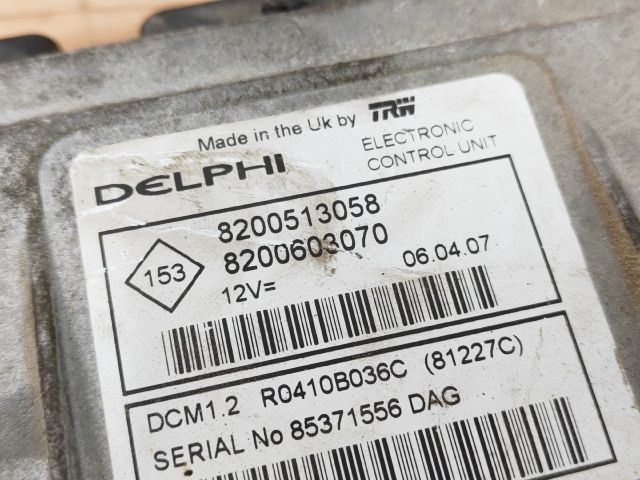 Made in the Uk by TRW
DELPHI
ELECTRONIC
CONTROL UNIT
8200513058
153
8200603070
12V=
06.04.07
DCM1.2 R0410B036C (81227C)
SERIAL No 85371556 DAG